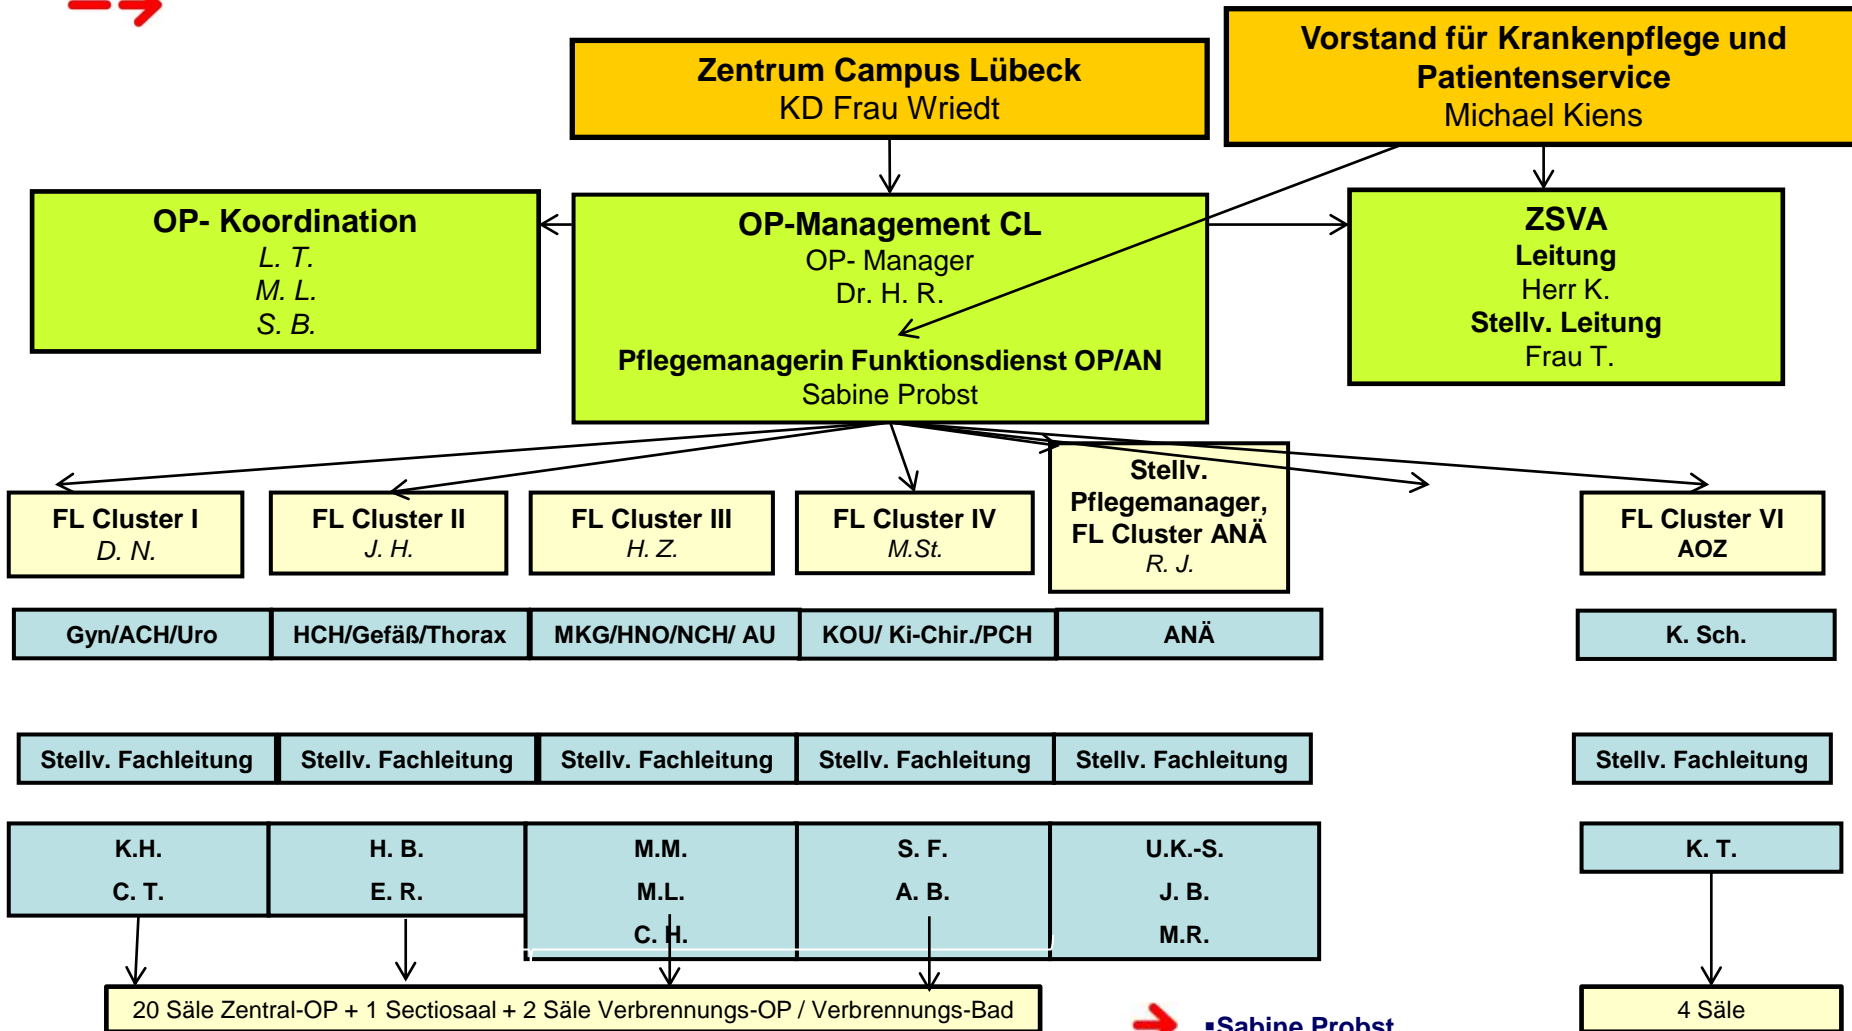 Zentrum Campus Lübeck
KD Frau Wriedt
Vorstand für Krankenpflege und
Patientenservice
Michael Kiens
OP- Koordination
L. T.
M. L.
S. B.
OP-Management CL
OP- Manager
Dr. H. R.
Pflegemanagerin Funktionsdienst OP/AN
Sabine Probst
ZSVA
Leitung
Herr K.
Stellv. Leitung
Frau T.
FL Cluster I
D. N.
FL Cluster II
J. H.
FL Cluster III
H. Z.
FL Cluster IV
M.St.
Stellv.
Pflegemanager,
FL Cluster ANÄ
R. J.
FL Cluster VI
AOZ
Gyn/ACH/Uro
HCH/Gefäß/Thorax
MKG/HNO/NCH/ AU
KOU/ Ki-Chir./PCH
ANÄ
K. Sch.
Stellv. Fachleitung
Stellv. Fachleitung
Stellv. Fachleitung
Stellv. Fachleitung
Stellv. Fachleitung
Stellv. Fachleitung
K.H.
C. T.
H. B.
E. R.
M.M.
M.L.
C. H.
S. F.
A. B.
U.K.-S.
J. B.
M.R.
K. T.
20 Säle Zentral-OP + 1 Sectiosaal + 2 Säle Verbrennungs-OP / Verbrennungs-Bad
4 Säle
▪Sabine Probst